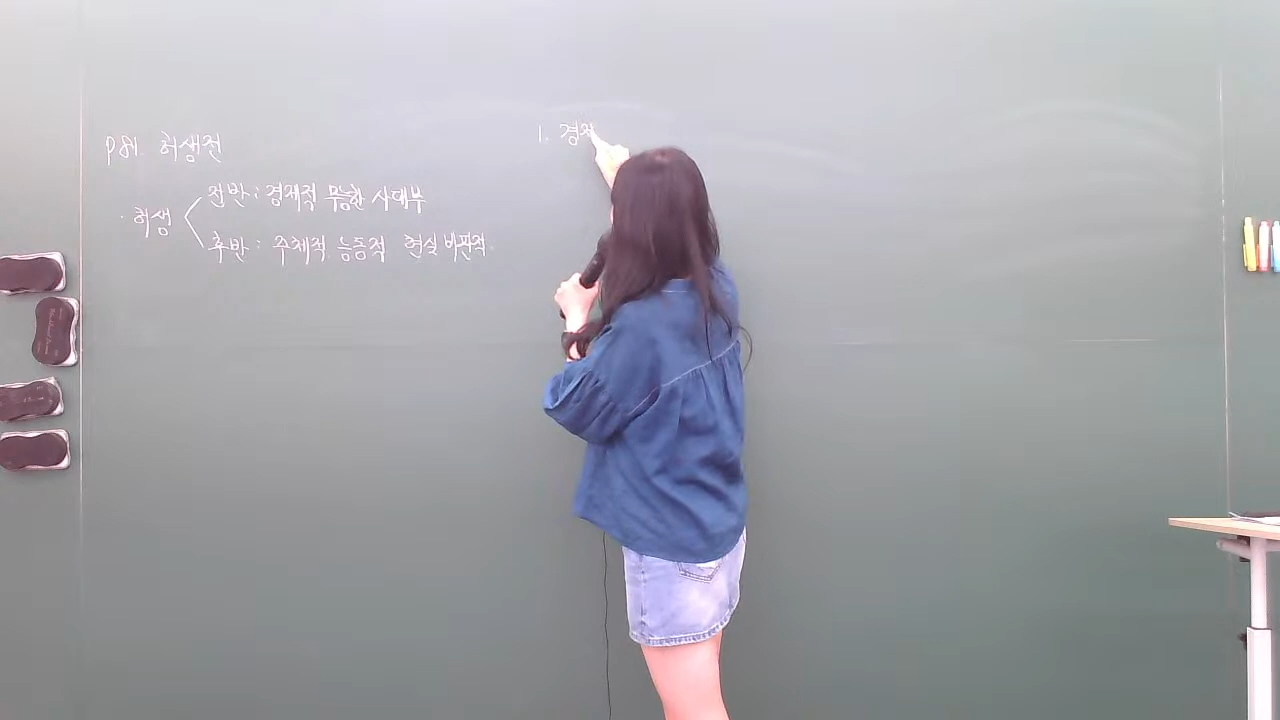 P81. 허생전
· 허생
전반 : 경제적 무능한 사대부
후반 : 주체적 능동적 현실 비판적.
1. 경제